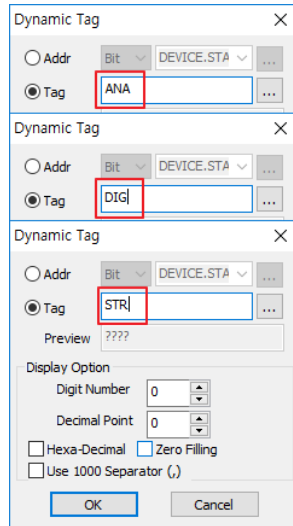 Dynamic Tag
Addr Bit DEVICE.STA ...
Tag ANA ...
Dynamic Tag
Addr Bit DEVICE.STA ...
Tag DIG ...
Dynamic Tag
Addr Bit DEVICE.STA ...
Tag STR ...
Preview ????
Display Option
Digit Number 0
Decimal Point 0
Hexa-Decimal Zero Filling
Use 1000 Separator (,)
OK Cancel